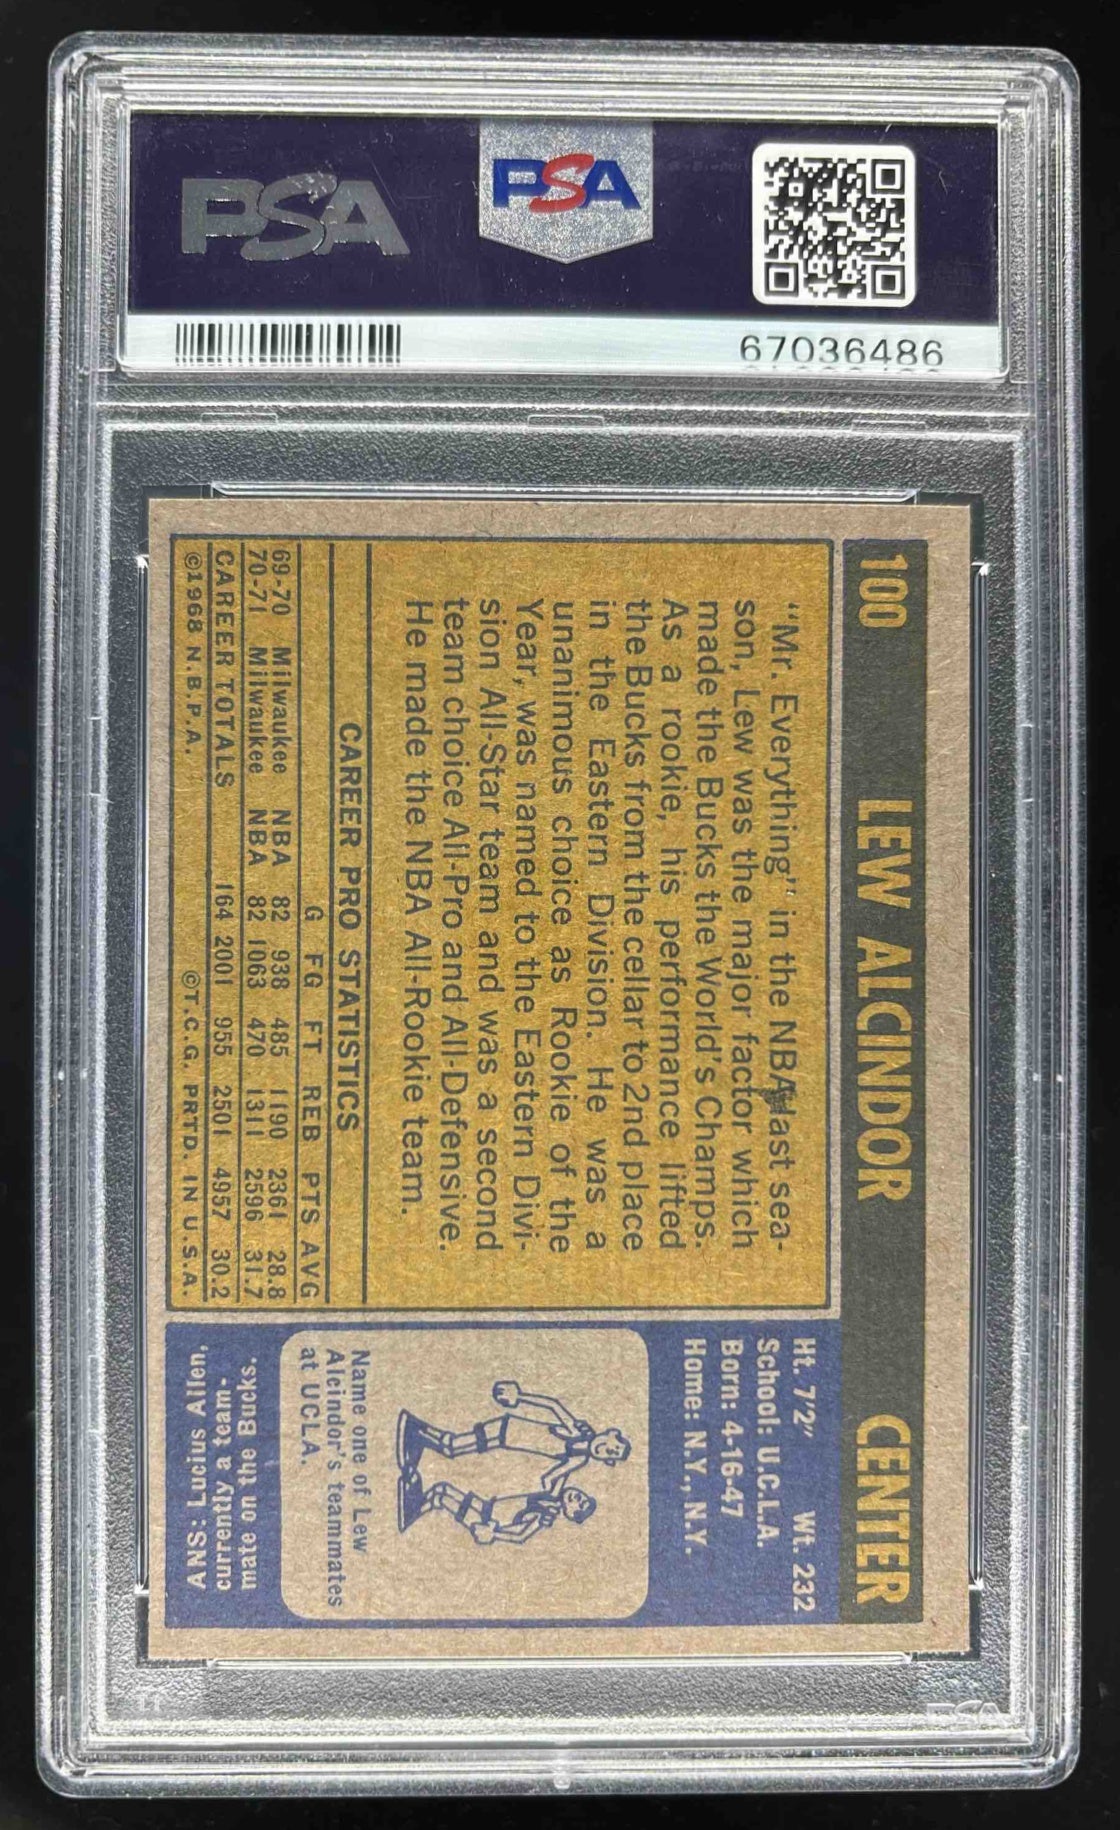 PSA
PSA
67036486
100 LEW ALCINDOR CENTER
"Mr. Everything" in the NBA last sea-
son, Lew was the major factor which
made the Bucks the World's Champs.
As a rookie, his performance lifted
the Bucks from the cellar to 2nd place
in the Eastern Division. He was a
unanimous choice as Rookie of the
Year, was named to the Eastern Divi-
sion All-Star team and was a second
team choice All-Pro and All-Defensive.
He made the NBA All-Rookie team.
CAREER PRO STATISTICS
G FG FT REB PTS AVG
69-70 Milwaukee NBA 82 938 485 1190 2361 28.8
70-71 Milwaukee NBA 82 1063 470 1311 2596 31.7
CAREER TOTALS 164 2001 955 2501 4957 30.2
©1968 N.B.P.A. ©T.C.G. PRTD. IN U.S.A.
Ht. 7'2" Wt. 232
School: U.C.L.A.
Born: 4-16-47
Home: N.Y., N.Y.
Name one of Lew
Alcindor's teammates
at UCLA.
ANS: Lucius Allen,
currently a team-
mate on the Bucks.
PSA